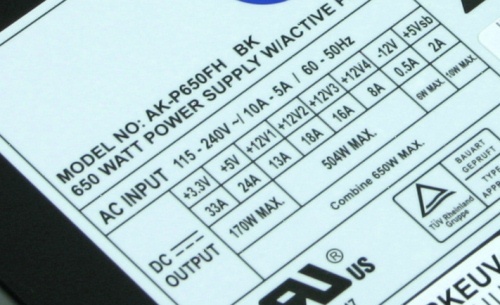 MODEL NO: AK-P650FH BK
650 WATT POWER SUPPLY W/ACTIVE
AC INPUT 115 - 240V ~/ 10A - 5A / 60 - 50Hz
DC OUTPUT
+3.3V +5V +12V1 +12V2 +12V3 +12V4 -12V +5Vsb
33A 24A 13A 18A 16A 8A 0.5A 2A
170W MAX. 504W MAX. 6W MAX. 10W MAX.
Combine 650W MAX.
TÜV Rheinland
Gruppe
BAUART
GEPRÜFT
TYPE
US